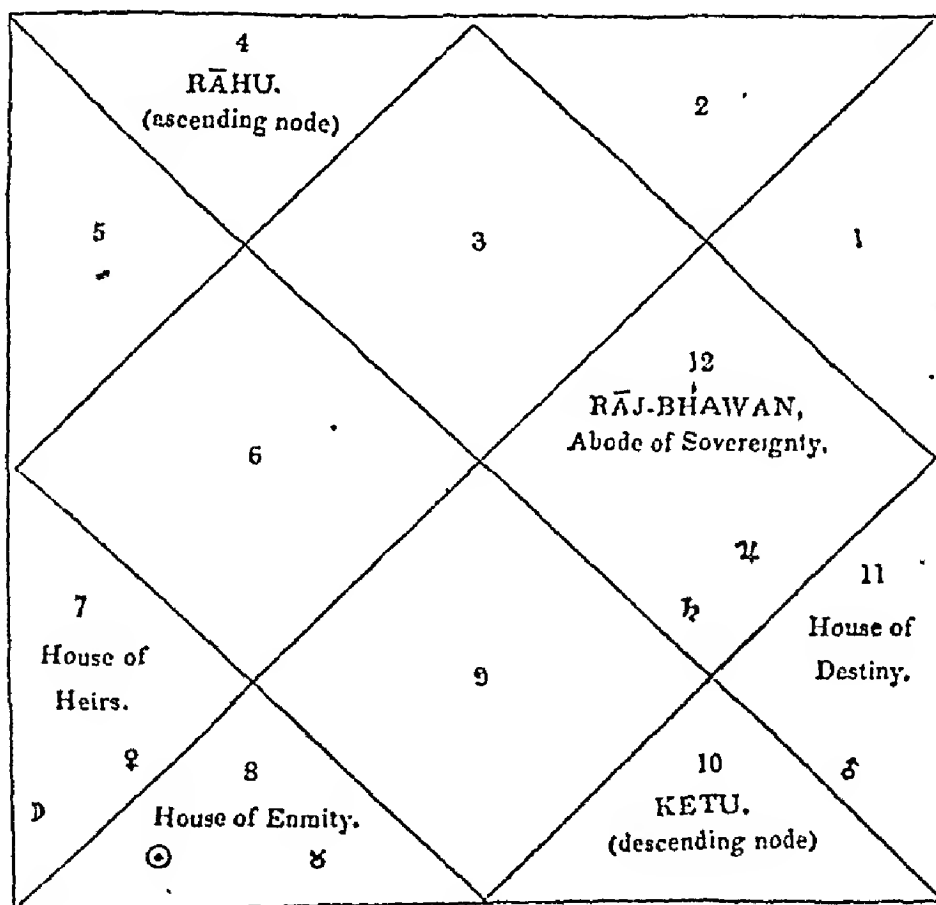 4
RĀHU.
(ascending node)
2
5
3
1
12
RĀJ-BHAWAN,
Abode of Sovereignty.
6
♃
11
7
♄
House of
House of
Destiny.
Heirs.
9
♀
8
10
♂
☽
House of Enmity.
KETU.
(descending node)
☉
♉